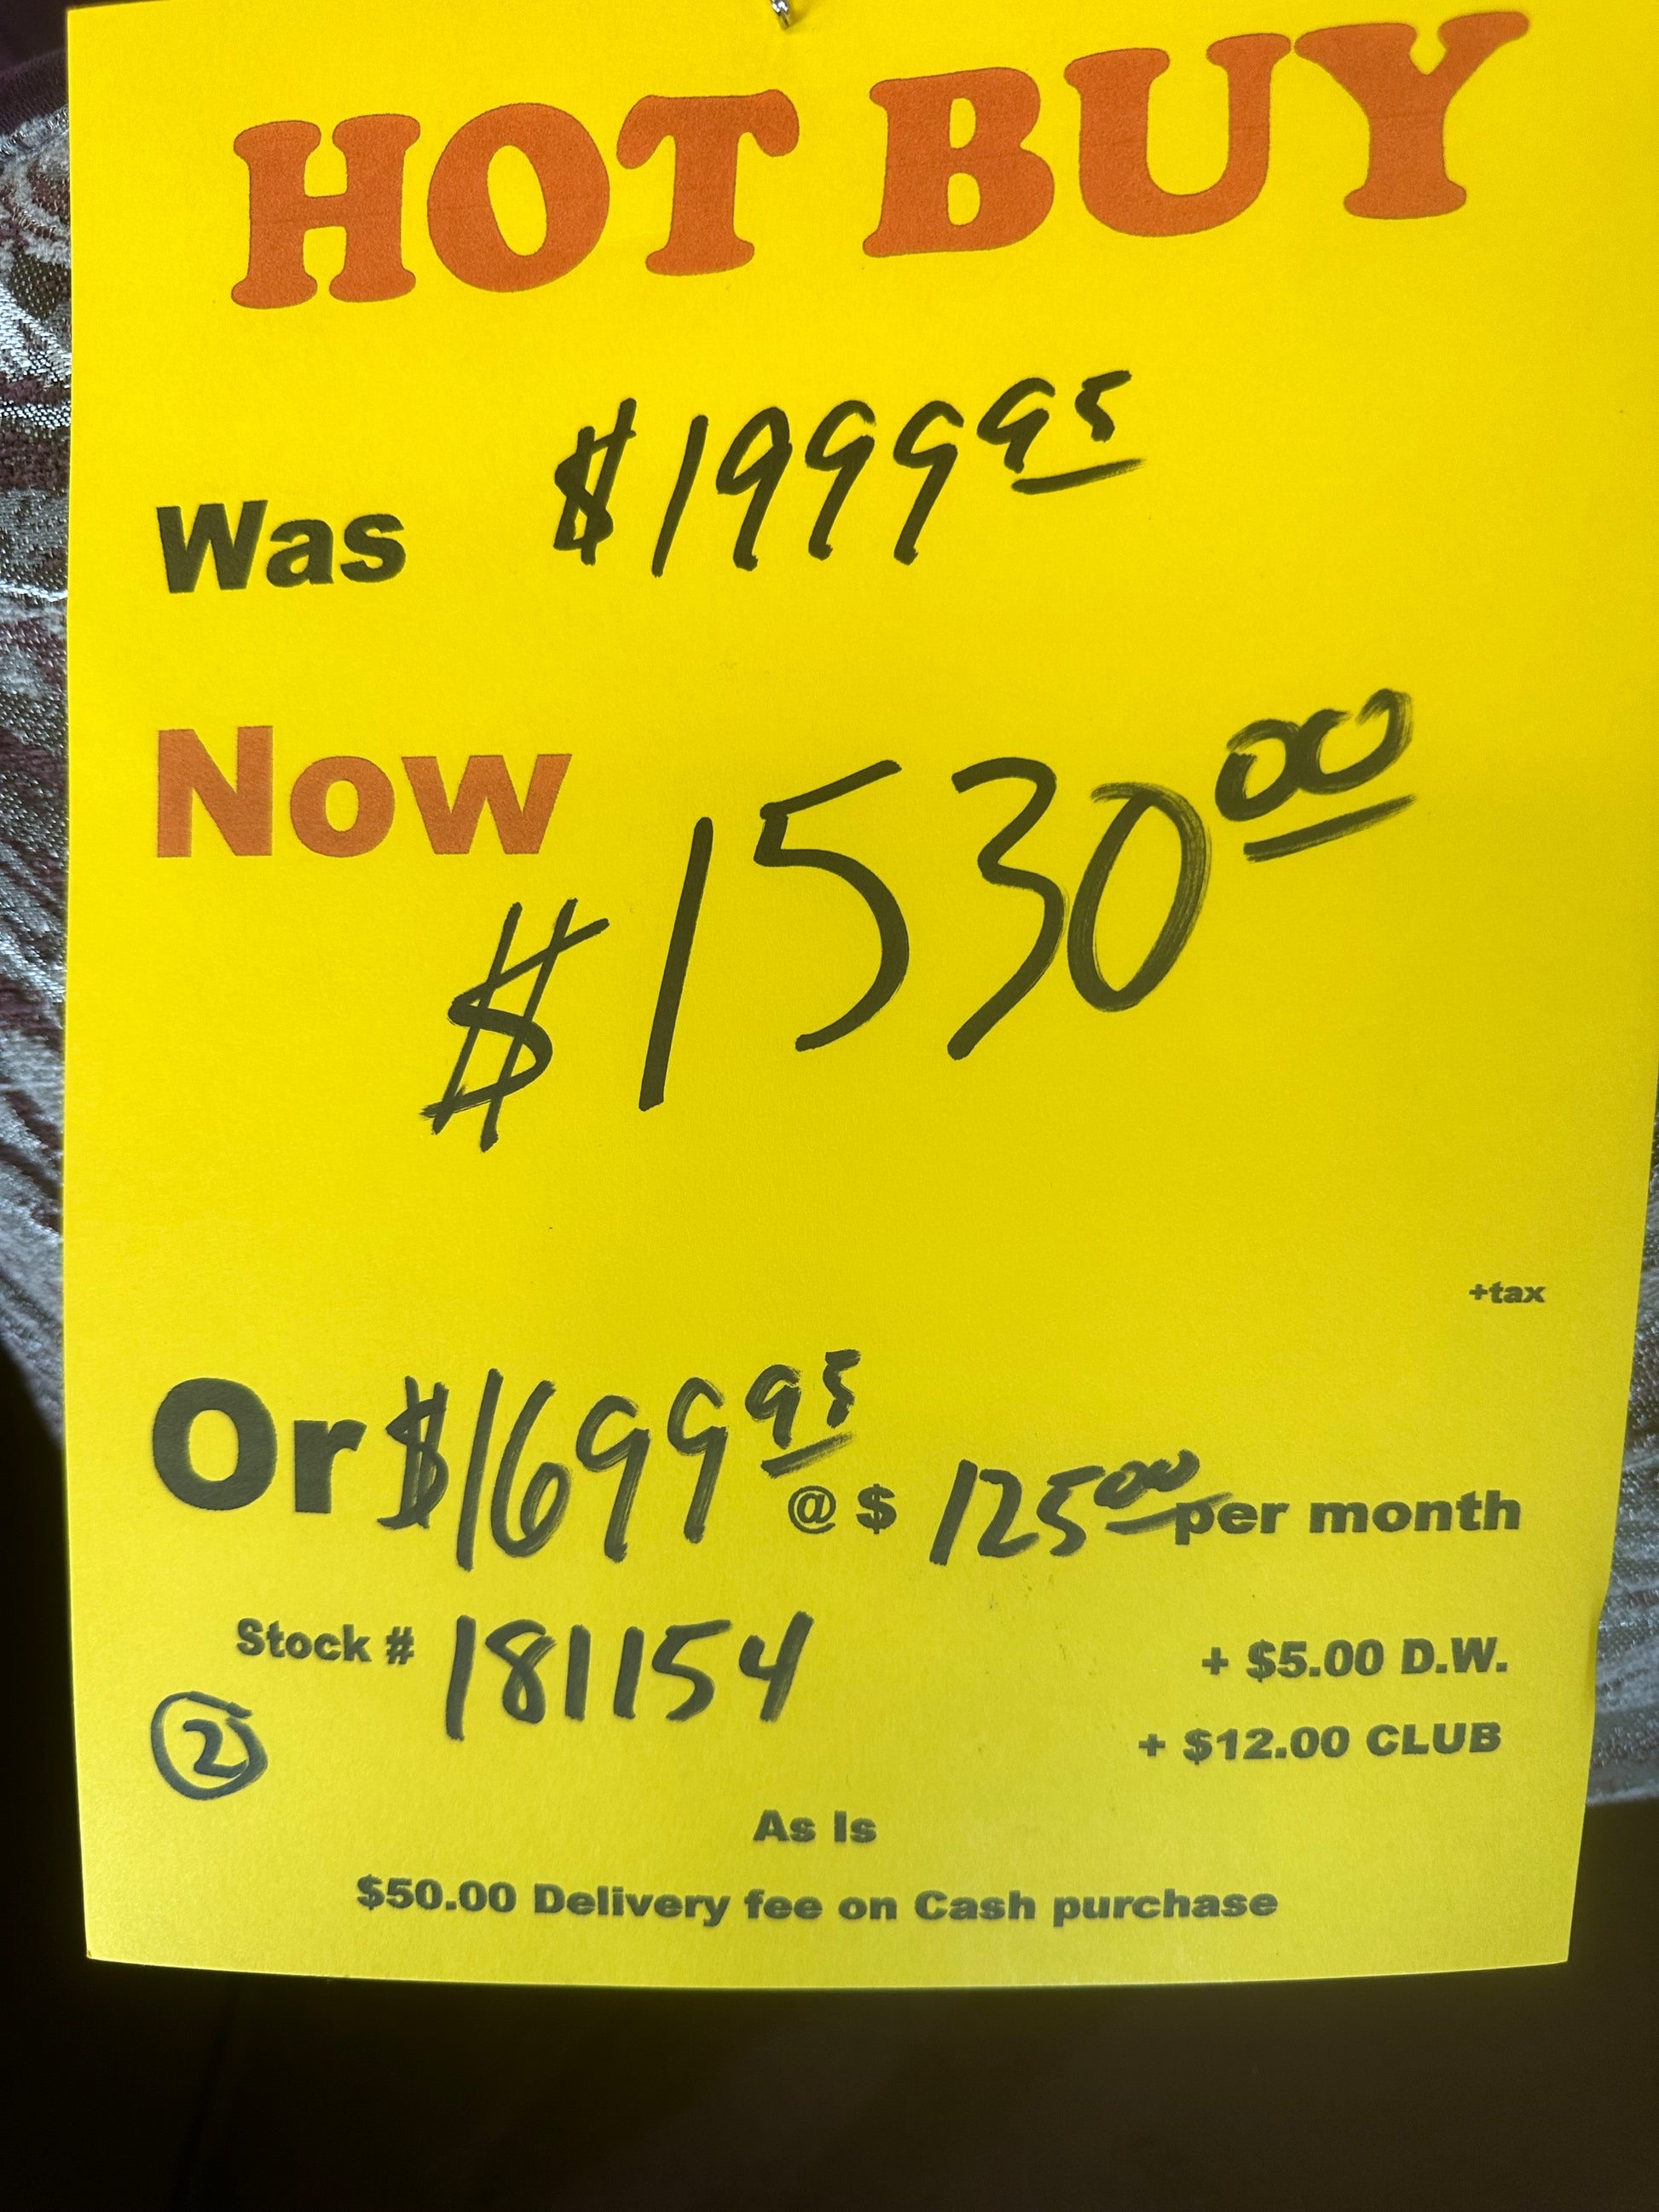 HOT BUY
Was $1999 95
Now
$1530 00
+tax
Or $1699 95 @ $ 125 00 per month
Stock # 181154
+ $5.00 D.W.
2
+ $12.00 CLUB
As Is
$50.00 Delivery fee on Cash purchase